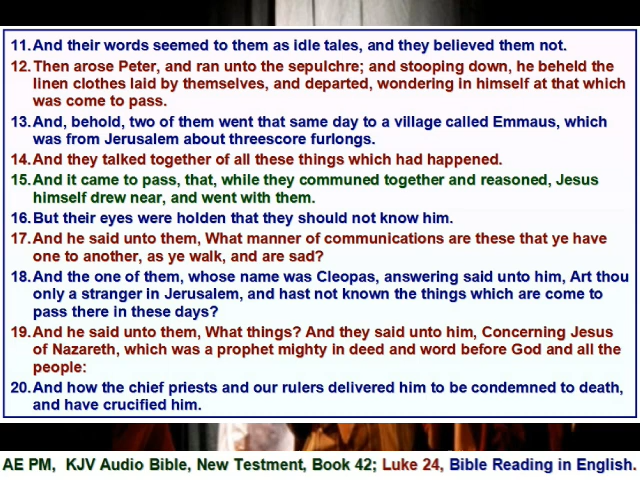 11. And their words seemed to them as idle tales, and they believed them not.
12. Then arose Peter, and ran unto the sepulchre; and stooping down, he beheld the
linen clothes laid by themselves, and departed, wondering in himself at that which
was come to pass.
13. And, behold, two of them went that same day to a village called Emmaus, which
was from Jerusalem about threescore furlongs.
14. And they talked together of all these things which had happened.
15. And it came to pass, that, while they communed together and reasoned, Jesus
himself drew near, and went with them.
16. But their eyes were holden that they should not know him.
17. And he said unto them, What manner of communications are these that ye have
one to another, as ye walk, and are sad?
18. And the one of them, whose name was Cleopas, answering said unto him, Art thou
only a stranger in Jerusalem, and hast not known the things which are come to
pass there in these days?
19. And he said unto them, What things? And they said unto him, Concerning Jesus
of Nazareth, which was a prophet mighty in deed and word before God and all the
people:
20. And how the chief priests and our rulers delivered him to be condemned to death,
and have crucified him.
AE PM, KJV Audio Bible, New Testment, Book 42; Luke 24, Bible Reading in English.